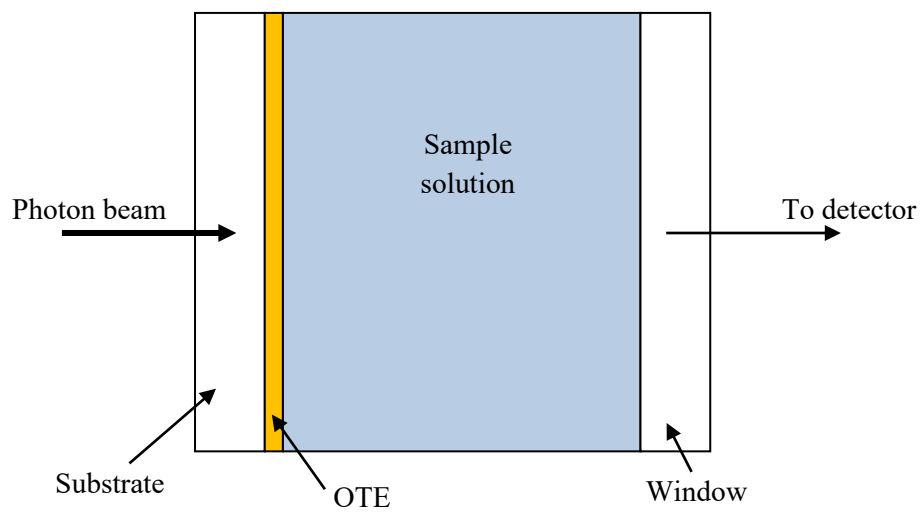 Sample
solution
Photon beam
To detector
Substrate
OTE
Window